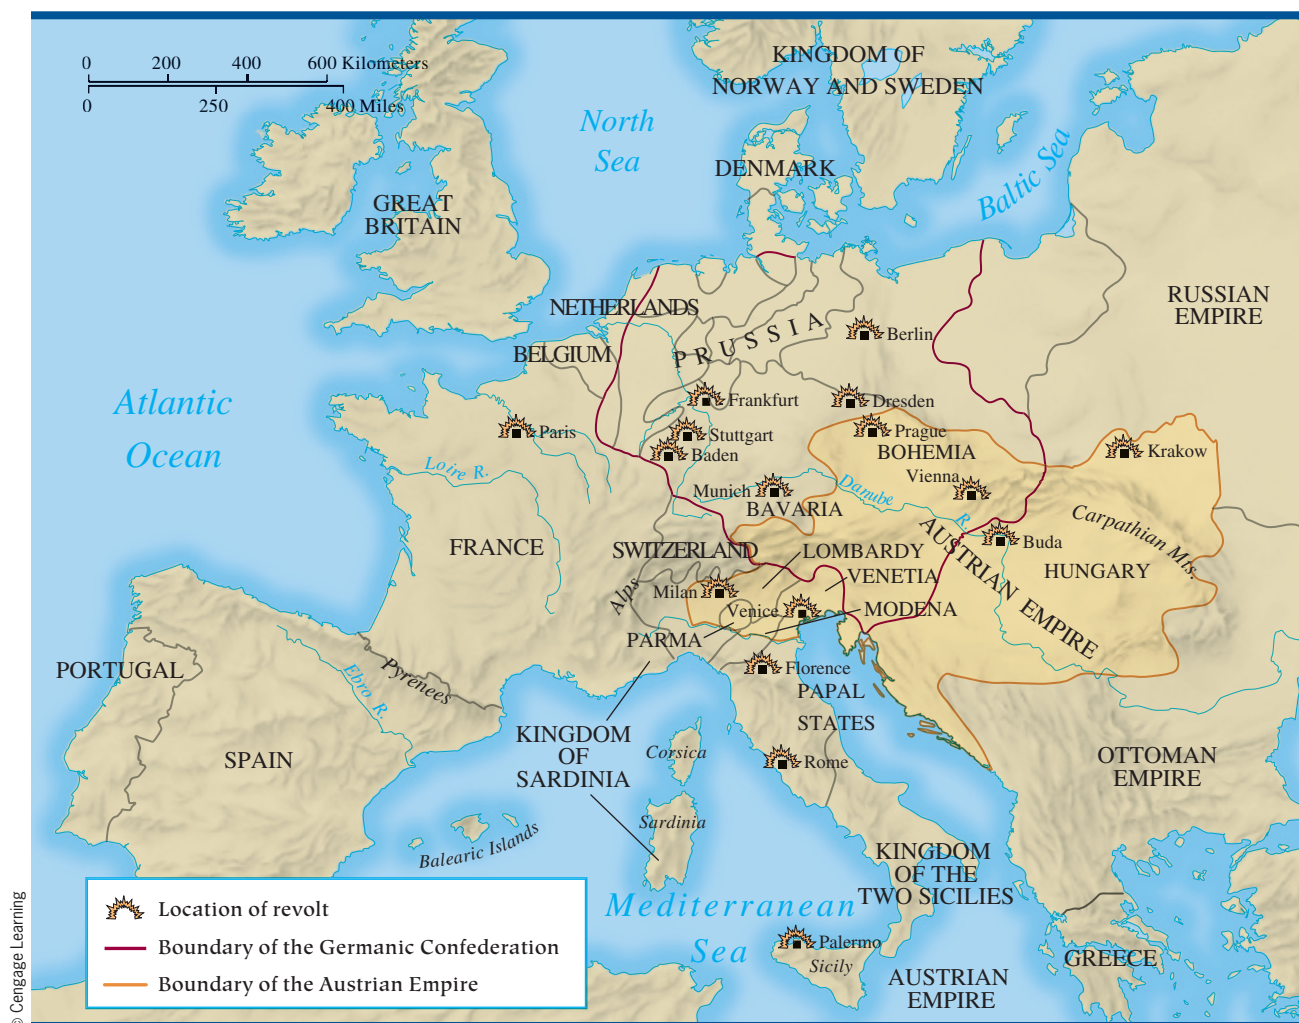 0 200 400 600 Kilometers
0 250 400 Miles
KINGDOM OF
NORWAY AND SWEDEN
North
Sea
Baltic Sea
DENMARK
GREAT
BRITAIN
RUSSIAN
EMPIRE
NETHERLANDS
PRUSSIA
Berlin
BELGIUM
Atlantic
Ocean
Frankfurt
Dresden
Paris
Stuttgart
Prague
Baden
BOHEMIA
Krakow
Loire R.
Vienna
Munich
Danube
R.
BAVARIA
Carpathian Mts.
FRANCE
SWITZERLAND
LOMBARDY
AUSTRIAN EMPIRE
Buda
HUNGARY
VENETIA
Alps
Milan
Venice
MODENA
PARMA
PORTUGAL
Ebro R.
Pyrenees
Florence
PAPAL
STATES
KINGDOM
OF
SARDINIA
Corsica
SPAIN
Rome
OTTOMAN
EMPIRE
Sardinia
Balearic Islands
KINGDOM
OF THE
TWO SICILIES
Mediterranean
Sea
Palermo
Sicily
GREECE
AUSTRIAN
EMPIRE
Location of revolt
Boundary of the Germanic Confederation
Boundary of the Austrian Empire
© Cengage Learning